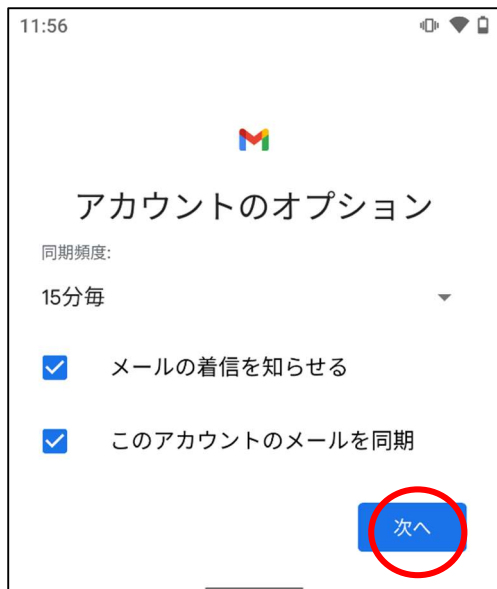 11:56
アカウントのオプション
同期頻度:
15分毎
メールの着信を知らせる
このアカウントのメールを同期
次へ